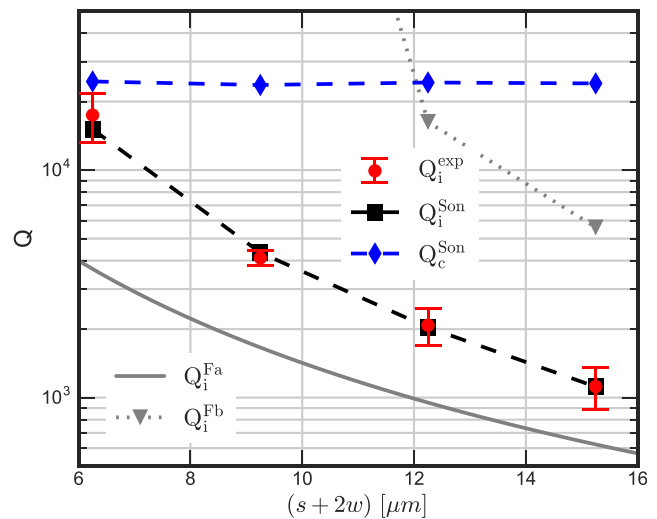 Q
10^4
10^3
Q_i^exp
Q_i^Son
Q_c^Son
Q_i^Fa
Q_i^Fb
6 8 10 12 14 16
(s + 2w) [μm]